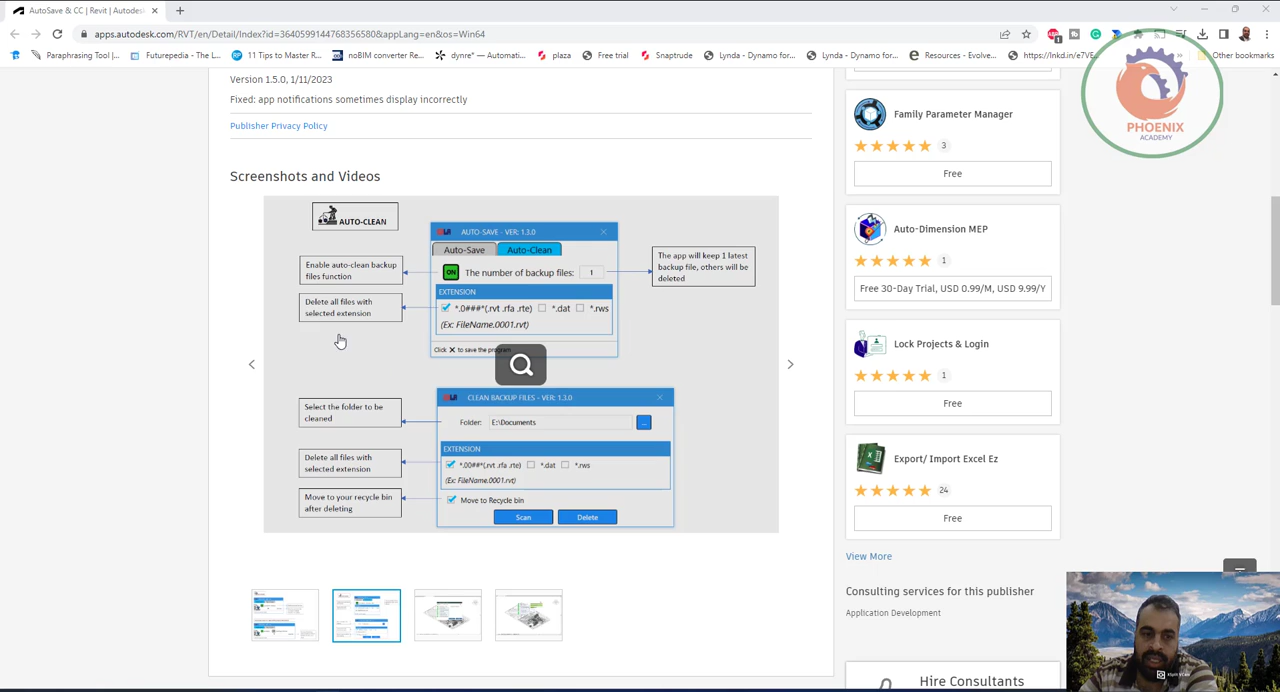 AutoSave & CC | Revit | Autodes
apps.autodesk.com/RVT/en/Detail/Index?id=3640599144768356580&appLang=en&os=Win64
Paraphrasing Tool |...
Futurepedia - The L...
11 Tips to Master R...
BIM converter Re...
dynke — Automati...
plaza
Free trial
Snaptrude
Lynda - Dynamo for...
Lynda - Dynamo for...
Resources - Evolve...
https://lnkd.in/e7VE...
Other bookmarks
Version 1.5.0, 1/11/2023
Fixed: app notifications sometimes display incorrectly
Publisher Privacy Policy
Screenshots and Videos
AUTO-CLEAN
AUTO-SAVE - VER: 1.3.0
Auto-Save
Auto-Clean
Enable auto-clean backup
files function
ON
The number of backup files:
1
The app will keep 1 latest
backup file, others will be
deleted
EXTENSION
Delete all files with
selected extension
*.0###*(.rvt .rfa .rte)
*.dat
*.rws
(Ex: FileName.0001.rvt)
Click X to save the program
CLEAN BACKUP FILES - VER: 1.3.0
Select the folder to be
cleaned
Folder:
E:\Documents
...
EXTENSION
Delete all files with
selected extension
*.00##*(.rvt .rfa .rte)
*.dat
*.rws
(Ex: FileName.0001.rvt)
Move to your recycle bin
after deleting
Move to Recycle bin
Scan
Delete
Family Parameter Manager
3
Free
Auto-Dimension MEP
1
Free 30-Day Trial, USD 0.99/M, USD 9.99/Y
Lock Projects & Login
1
Free
Export/ Import Excel Ez
24
Free
View More
Consulting services for this publisher
Application Development
Hire Consultants
PHOENIX
ACADEMY